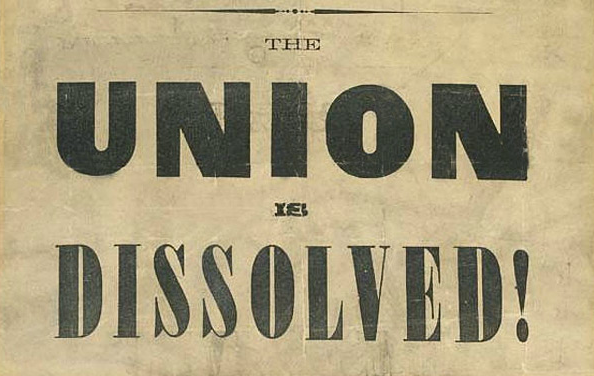 THE
UNION
IS
DISSOLVED!